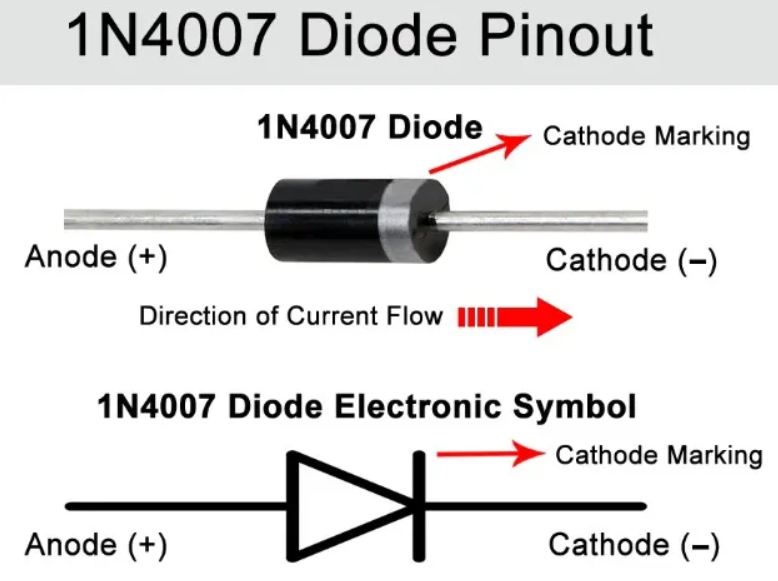 1N4007 Diode Pinout
1N4007 Diode
Cathode Marking
Anode (+)
Cathode (−)
Direction of Current Flow
1N4007 Diode Electronic Symbol
Cathode Marking
Anode (+)
Cathode (−)